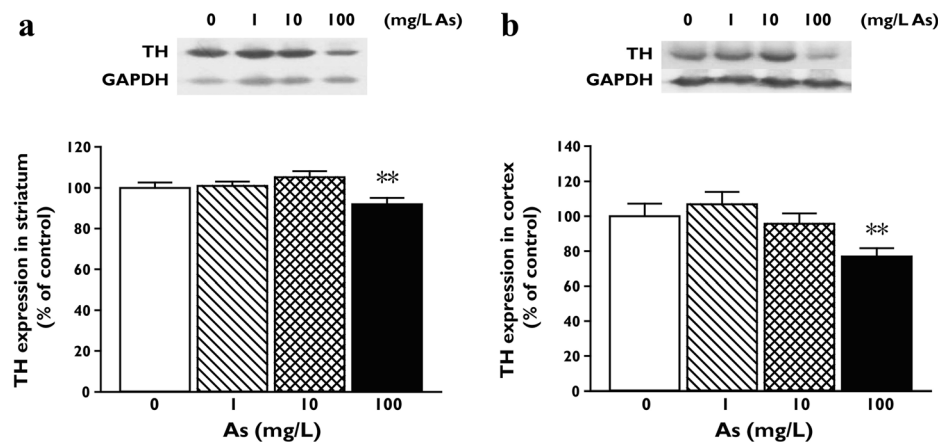 a
0 1 10 100 (mg/L As)
TH
GAPDH
TH expression in striatum
(% of control)
120
100
80
60
40
20
0
**
0 1 10 100
As (mg/L)
b
0 1 10 100 (mg/L As)
TH
GAPDH
TH expression in cortex
(% of control)
140
120
100
80
60
40
20
0
**
0 1 10 100
As (mg/L)